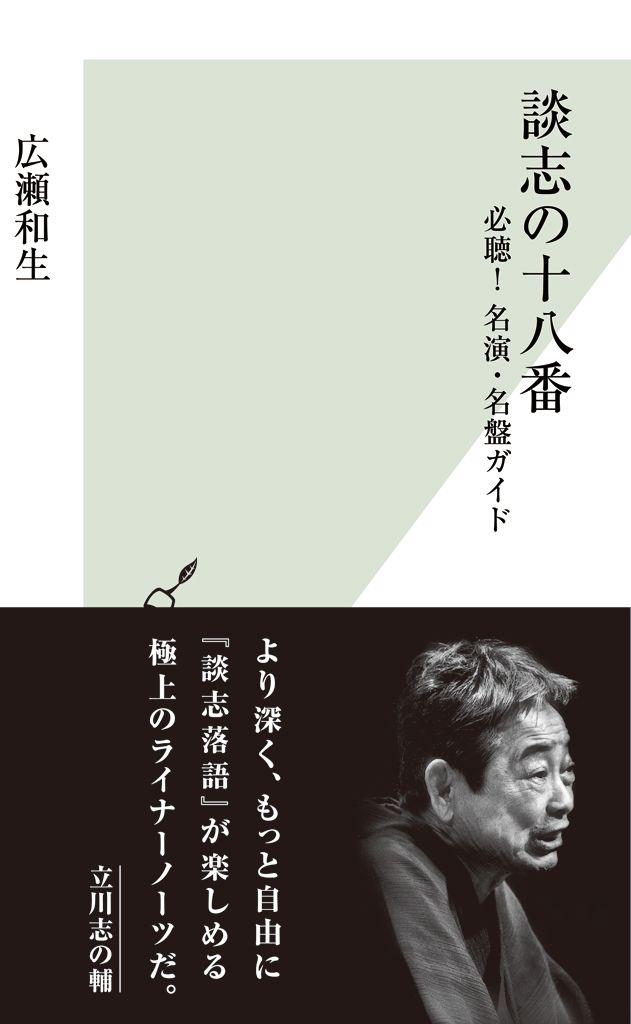 談志の十八番
必聴！名演・名盤ガイド
広瀬和生
より深く、もっと自由に
『談志落語』が楽しめる
極上のライナーノーツだ。
立川志の輔